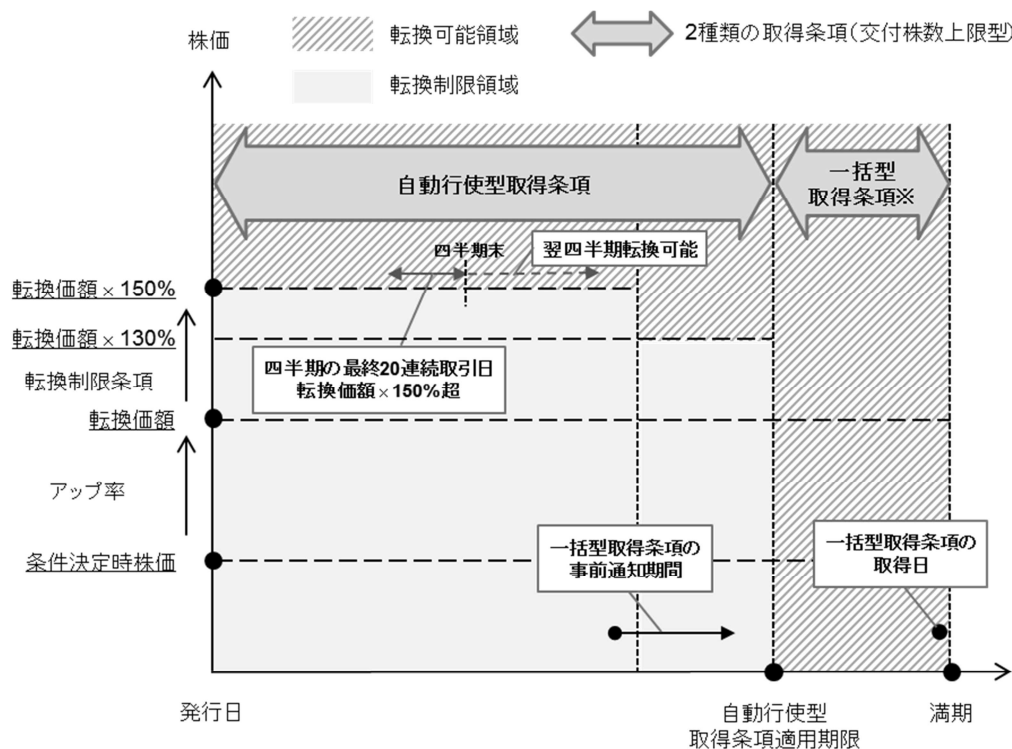 株価
転換可能領域
2種類の取得条項(交付株数上限型)
転換制限領域
自動行使型取得条項
一括型
取得条項※
四半期末
翌四半期転換可能
転換価額×150%
転換価額×130%
四半期の最終20連続取引日
転換価額×150%超
転換制限条項
転換価額
アップ率
一括型取得条項の
事前通知期間
一括型取得条項の
取得日
条件決定時株価
発行日
自動行使型
取得条項適用期限
満期